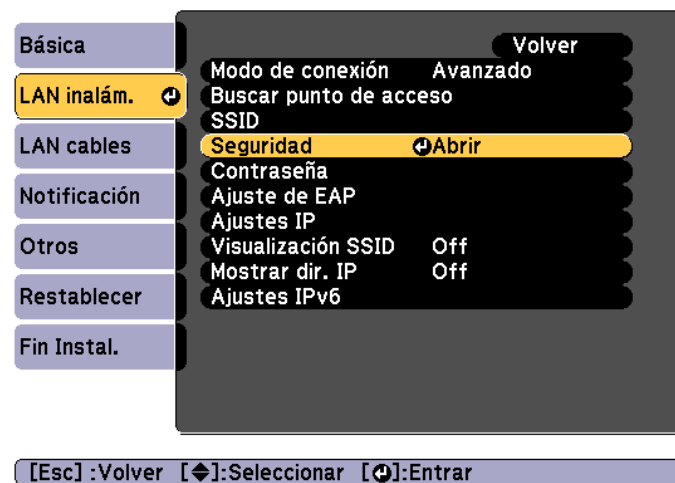 Básica
LAN inalám.
LAN cables
Notificación
Otros
Restablecer
Fin Instal.
Volver
Modo de conexión Avanzado
Buscar punto de acceso
SSID
Seguridad Abrir
Contraseña
Ajuste de EAP
Ajustes IP
Visualización SSID Off
Mostrar dir. IP Off
Ajustes IPv6
[Esc] :Volver [◆]:Seleccionar [⏎]:Entrar